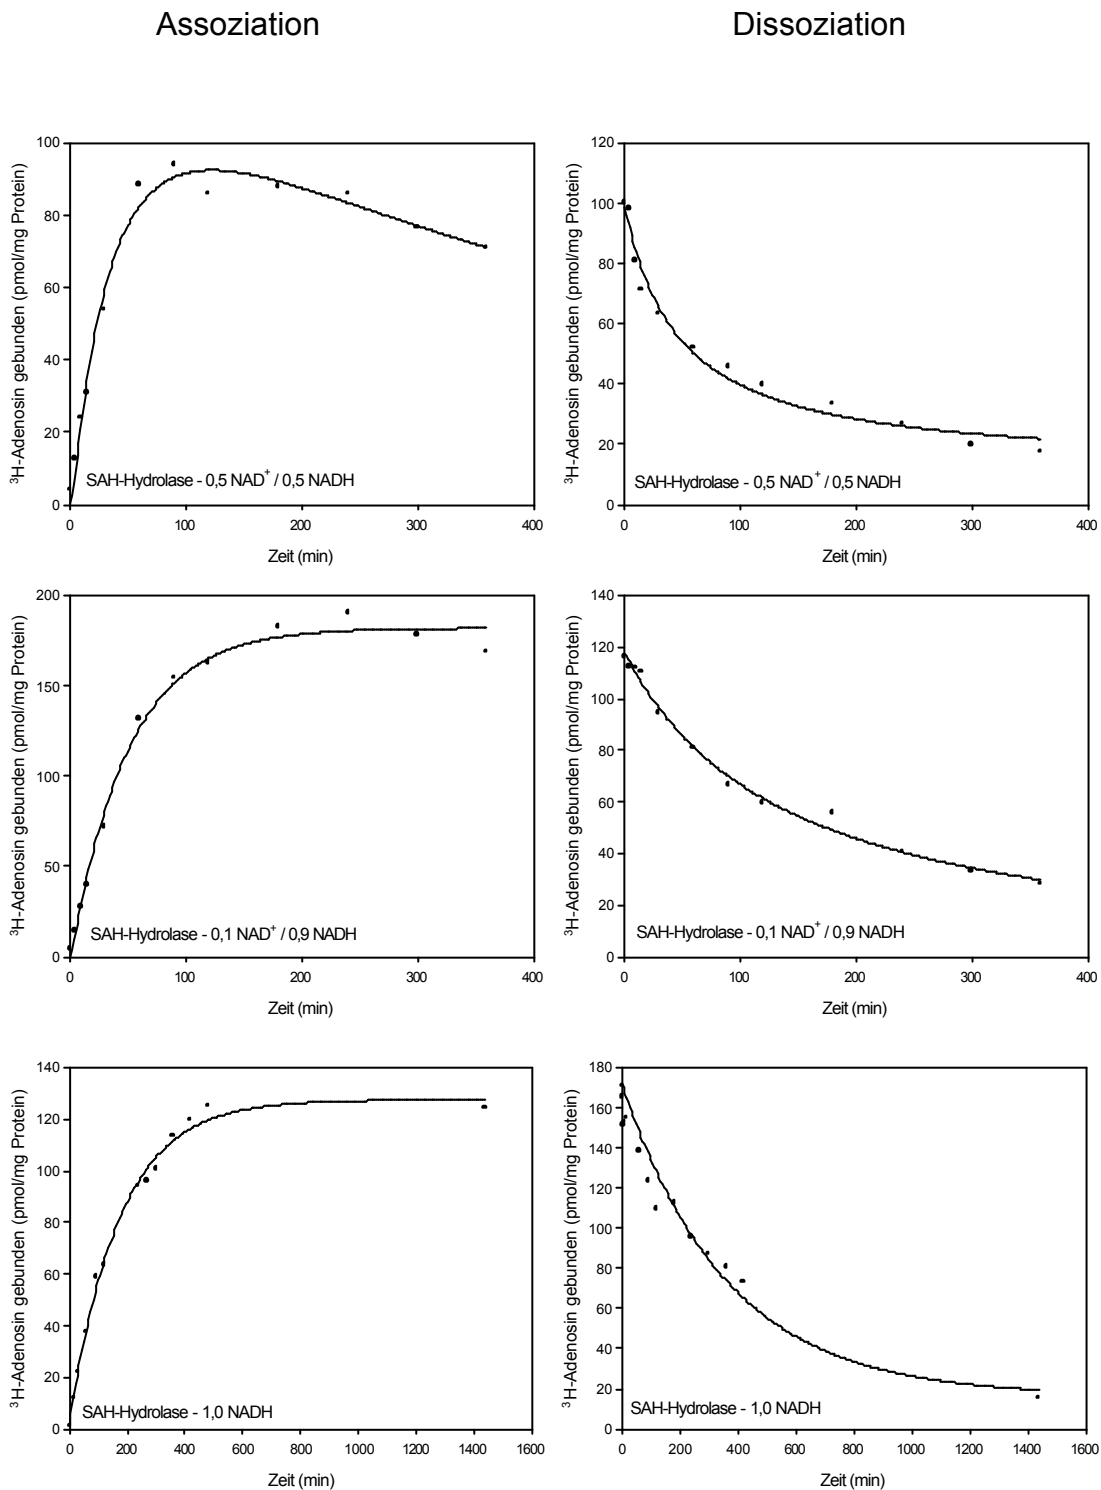 Assoziation
Dissoziation
³H-Adenosin gebunden (pmol/mg Protein)
100
80
60
40
20
0
SAH-Hydrolase - 0,5 NAD⁺ / 0,5 NADH
0 100 200 300 400
Zeit (min)
³H-Adenosin gebunden (pmol/mg Protein)
120
100
80
60
40
20
0
SAH-Hydrolase - 0,5 NAD⁺ / 0,5 NADH
0 100 200 300 400
Zeit (min)
³H-Adenosin gebunden (pmol/mg Protein)
200
150
100
50
0
SAH-Hydrolase - 0,1 NAD⁺ / 0,9 NADH
0 100 200 300 400
Zeit (min)
³H-Adenosin gebunden (pmol/mg Protein)
140
120
100
80
60
40
20
0
SAH-Hydrolase - 0,1 NAD⁺ / 0,9 NADH
0 100 200 300 400
Zeit (min)
³H-Adenosin gebunden (pmol/mg Protein)
140
120
100
80
60
40
20
0
SAH-Hydrolase - 1,0 NADH
0 200 400 600 800 1000 1200 1400 1600
Zeit (min)
³H-Adenosin gebunden (pmol/mg Protein)
180
160
140
120
100
80
60
40
20
0
SAH-Hydrolase - 1,0 NADH
0 200 400 600 800 1000 1200 1400 1600
Zeit (min)